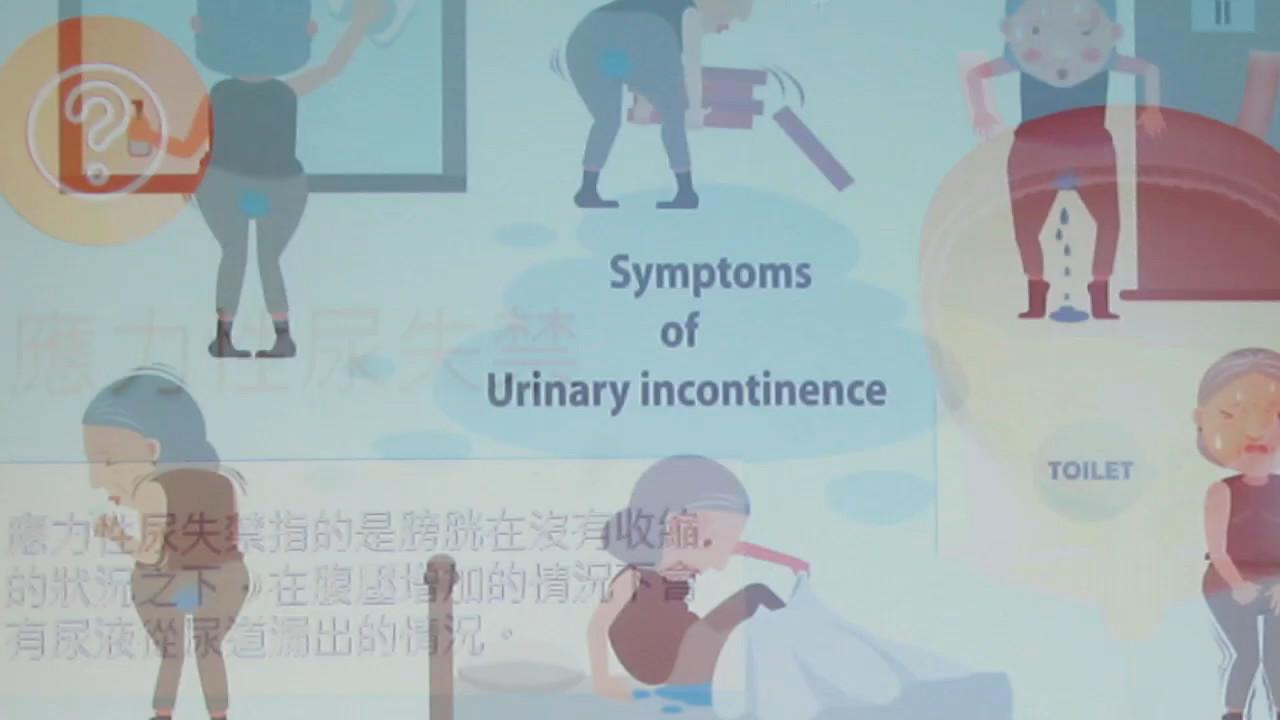 Symptoms
of
Urinary incontinence
應力性尿失禁
TOILET
應力性尿失禁指的是膀胱在沒有收縮
的狀況之下，在腹壓增加的情況下會
有尿液從尿道漏出的情況。